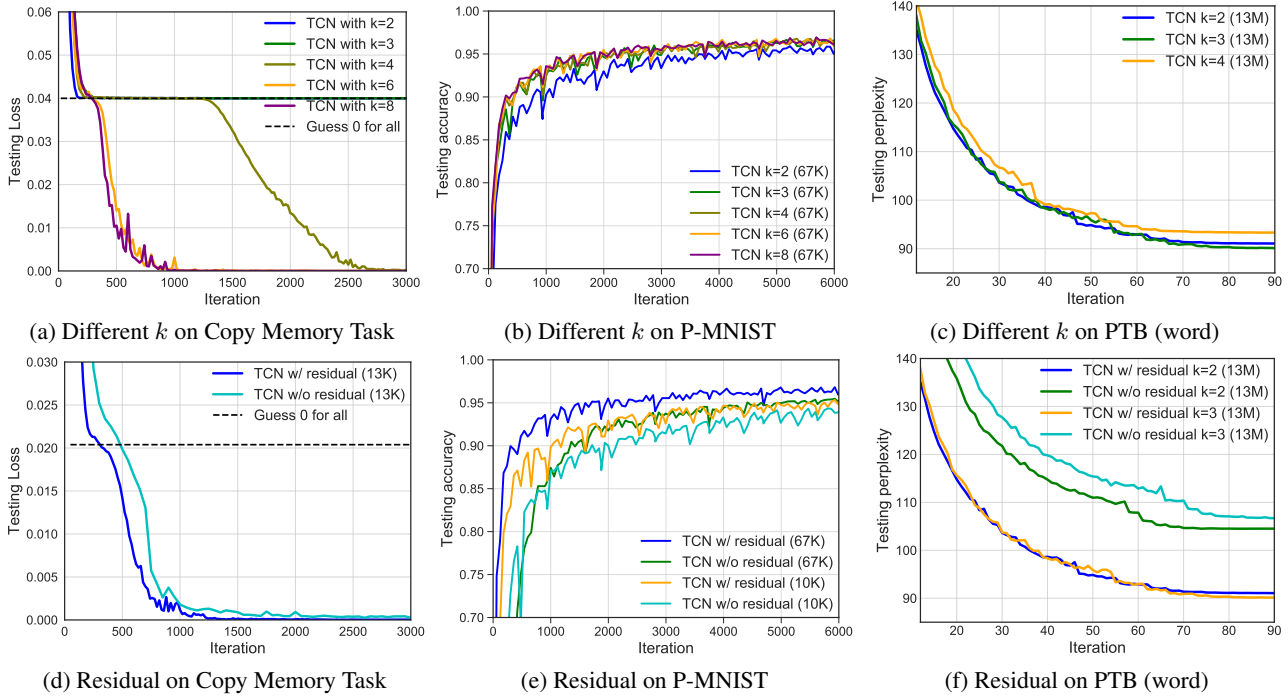 0.06
0.05
0.04
0.03
0.02
0.01
0.00
Testing Loss
0
500
1000
1500
2000
2500
3000
Iteration
TCN with k=2
TCN with k=3
TCN with k=4
TCN with k=6
TCN with k=8
Guess 0 for all
(a) Different k on Copy Memory Task
1.00
0.95
0.90
0.85
0.80
0.75
0.70
Testing accuracy
0
1000
2000
3000
4000
5000
6000
Iteration
TCN k=2 (67K)
TCN k=3 (67K)
TCN k=4 (67K)
TCN k=6 (67K)
TCN k=8 (67K)
(b) Different k on P-MNIST
140
130
120
110
100
90
Testing perplexity
20
30
40
50
60
70
80
90
Iteration
TCN k=2 (13M)
TCN k=3 (13M)
TCN k=4 (13M)
(c) Different k on PTB (word)
0.030
0.025
0.020
0.015
0.010
0.005
0.000
Testing Loss
0
500
1000
1500
2000
2500
3000
Iteration
TCN w/ residual (13K)
TCN w/o residual (13K)
Guess 0 for all
(d) Residual on Copy Memory Task
1.00
0.95
0.90
0.85
0.80
0.75
0.70
Testing accuracy
0
1000
2000
3000
4000
5000
6000
Iteration
TCN w/ residual (67K)
TCN w/o residual (67K)
TCN w/ residual (10K)
TCN w/o residual (10K)
(e) Residual on P-MNIST
140
130
120
110
100
90
Testing perplexity
20
30
40
50
60
70
80
90
Iteration
TCN w/ residual k=2 (13M)
TCN w/o residual k=2 (13M)
TCN w/ residual k=3 (13M)
TCN w/o residual k=3 (13M)
(f) Residual on PTB (word)